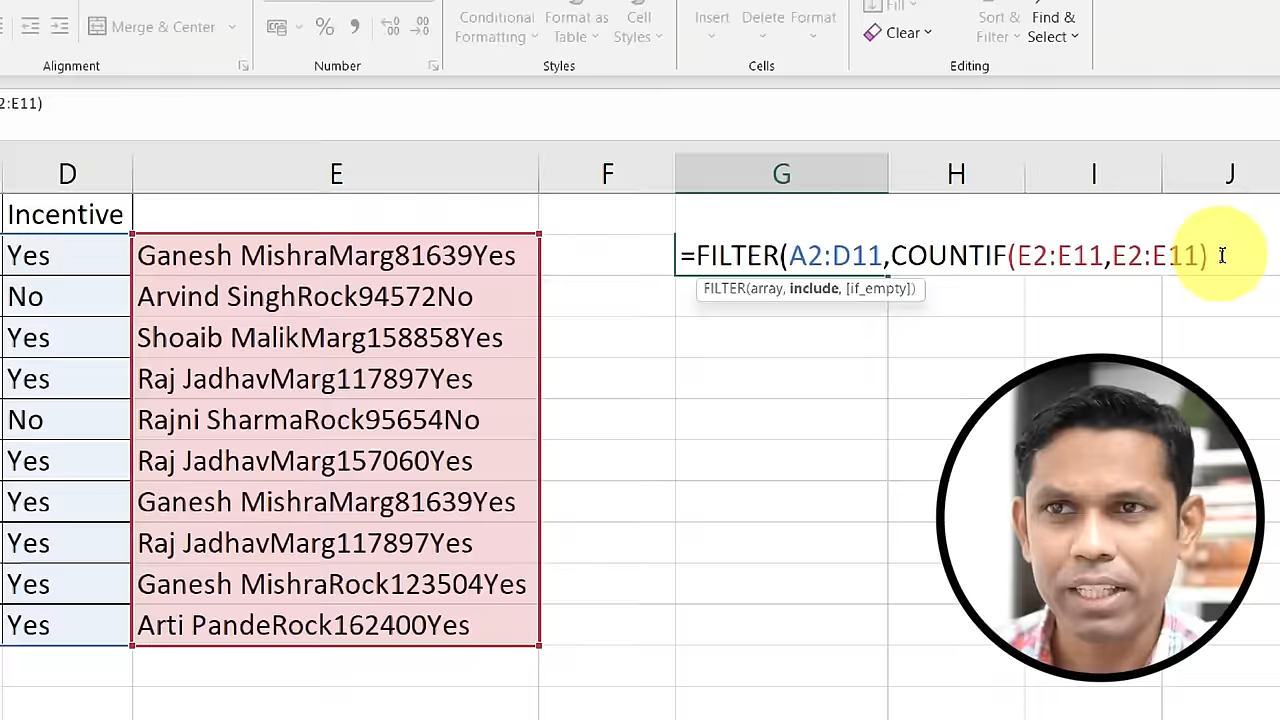 Merge & Center
%
Conditional
Formatting
Format as
Table
Cell
Styles
Insert
Delete
Format
Fill
Clear
Sort &
Filter
Find &
Select
Alignment
Number
Styles
Cells
Editing
2:E11)
D E F G H I J
Incentive
Yes Ganesh MishraMarg81639Yes =FILTER(A2:D11,COUNTIF(E2:E11,E2:E11)
FILTER(array, include, [if_empty])
No Arvind SinghRock94572No
Yes Shoaib MalikMarg158858Yes
Yes Raj JadhavMarg117897Yes
No Rajni SharmaRock95654No
Yes Raj JadhavMarg157060Yes
Yes Ganesh MishraMarg81639Yes
Yes Raj JadhavMarg117897Yes
Yes Ganesh MishraRock123504Yes
Yes Arti PandeRock162400Yes